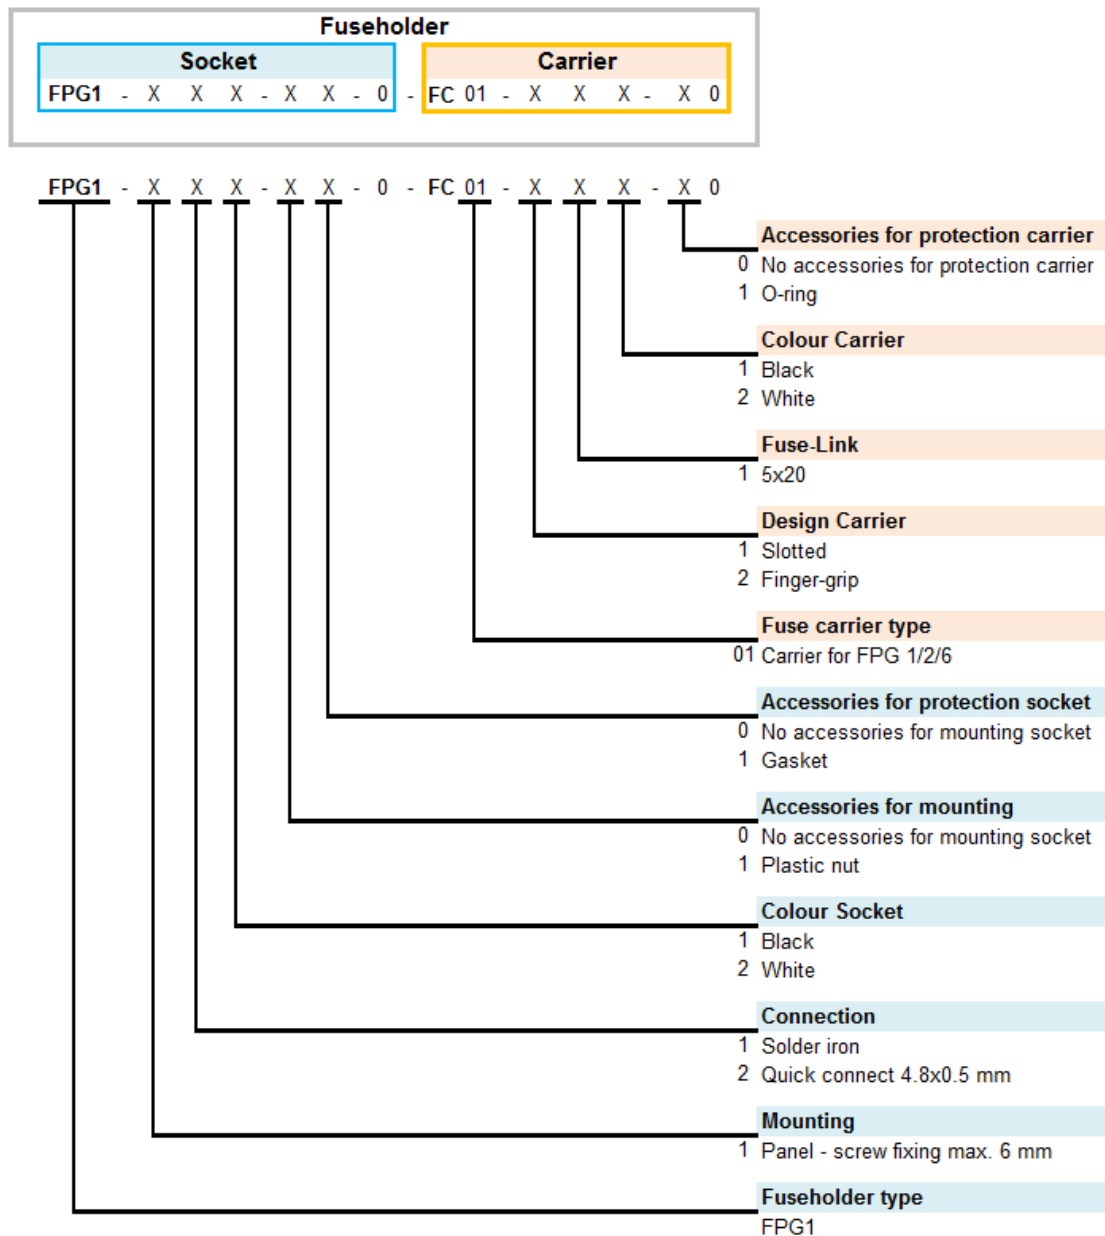 Fuseholder
Socket Carrier
FPG1 - X X X - X X - 0 - FC 01 - X X X - X 0
FPG1 - X X X - X X - 0 - FC 01 - X X X - X 0
Accessories for protection carrier
0 No accessories for protection carrier
1 O-ring
Colour Carrier
1 Black
2 White
Fuse-Link
1 5x20
Design Carrier
1 Slotted
2 Finger-grip
Fuse carrier type
01 Carrier for FPG 1/2/6
Accessories for protection socket
0 No accessories for mounting socket
1 Gasket
Accessories for mounting
0 No accessories for mounting socket
1 Plastic nut
Colour Socket
1 Black
2 White
Connection
1 Solder iron
2 Quick connect 4.8x0.5 mm
Mounting
1 Panel - screw fixing max. 6 mm
Fuseholder type
FPG1